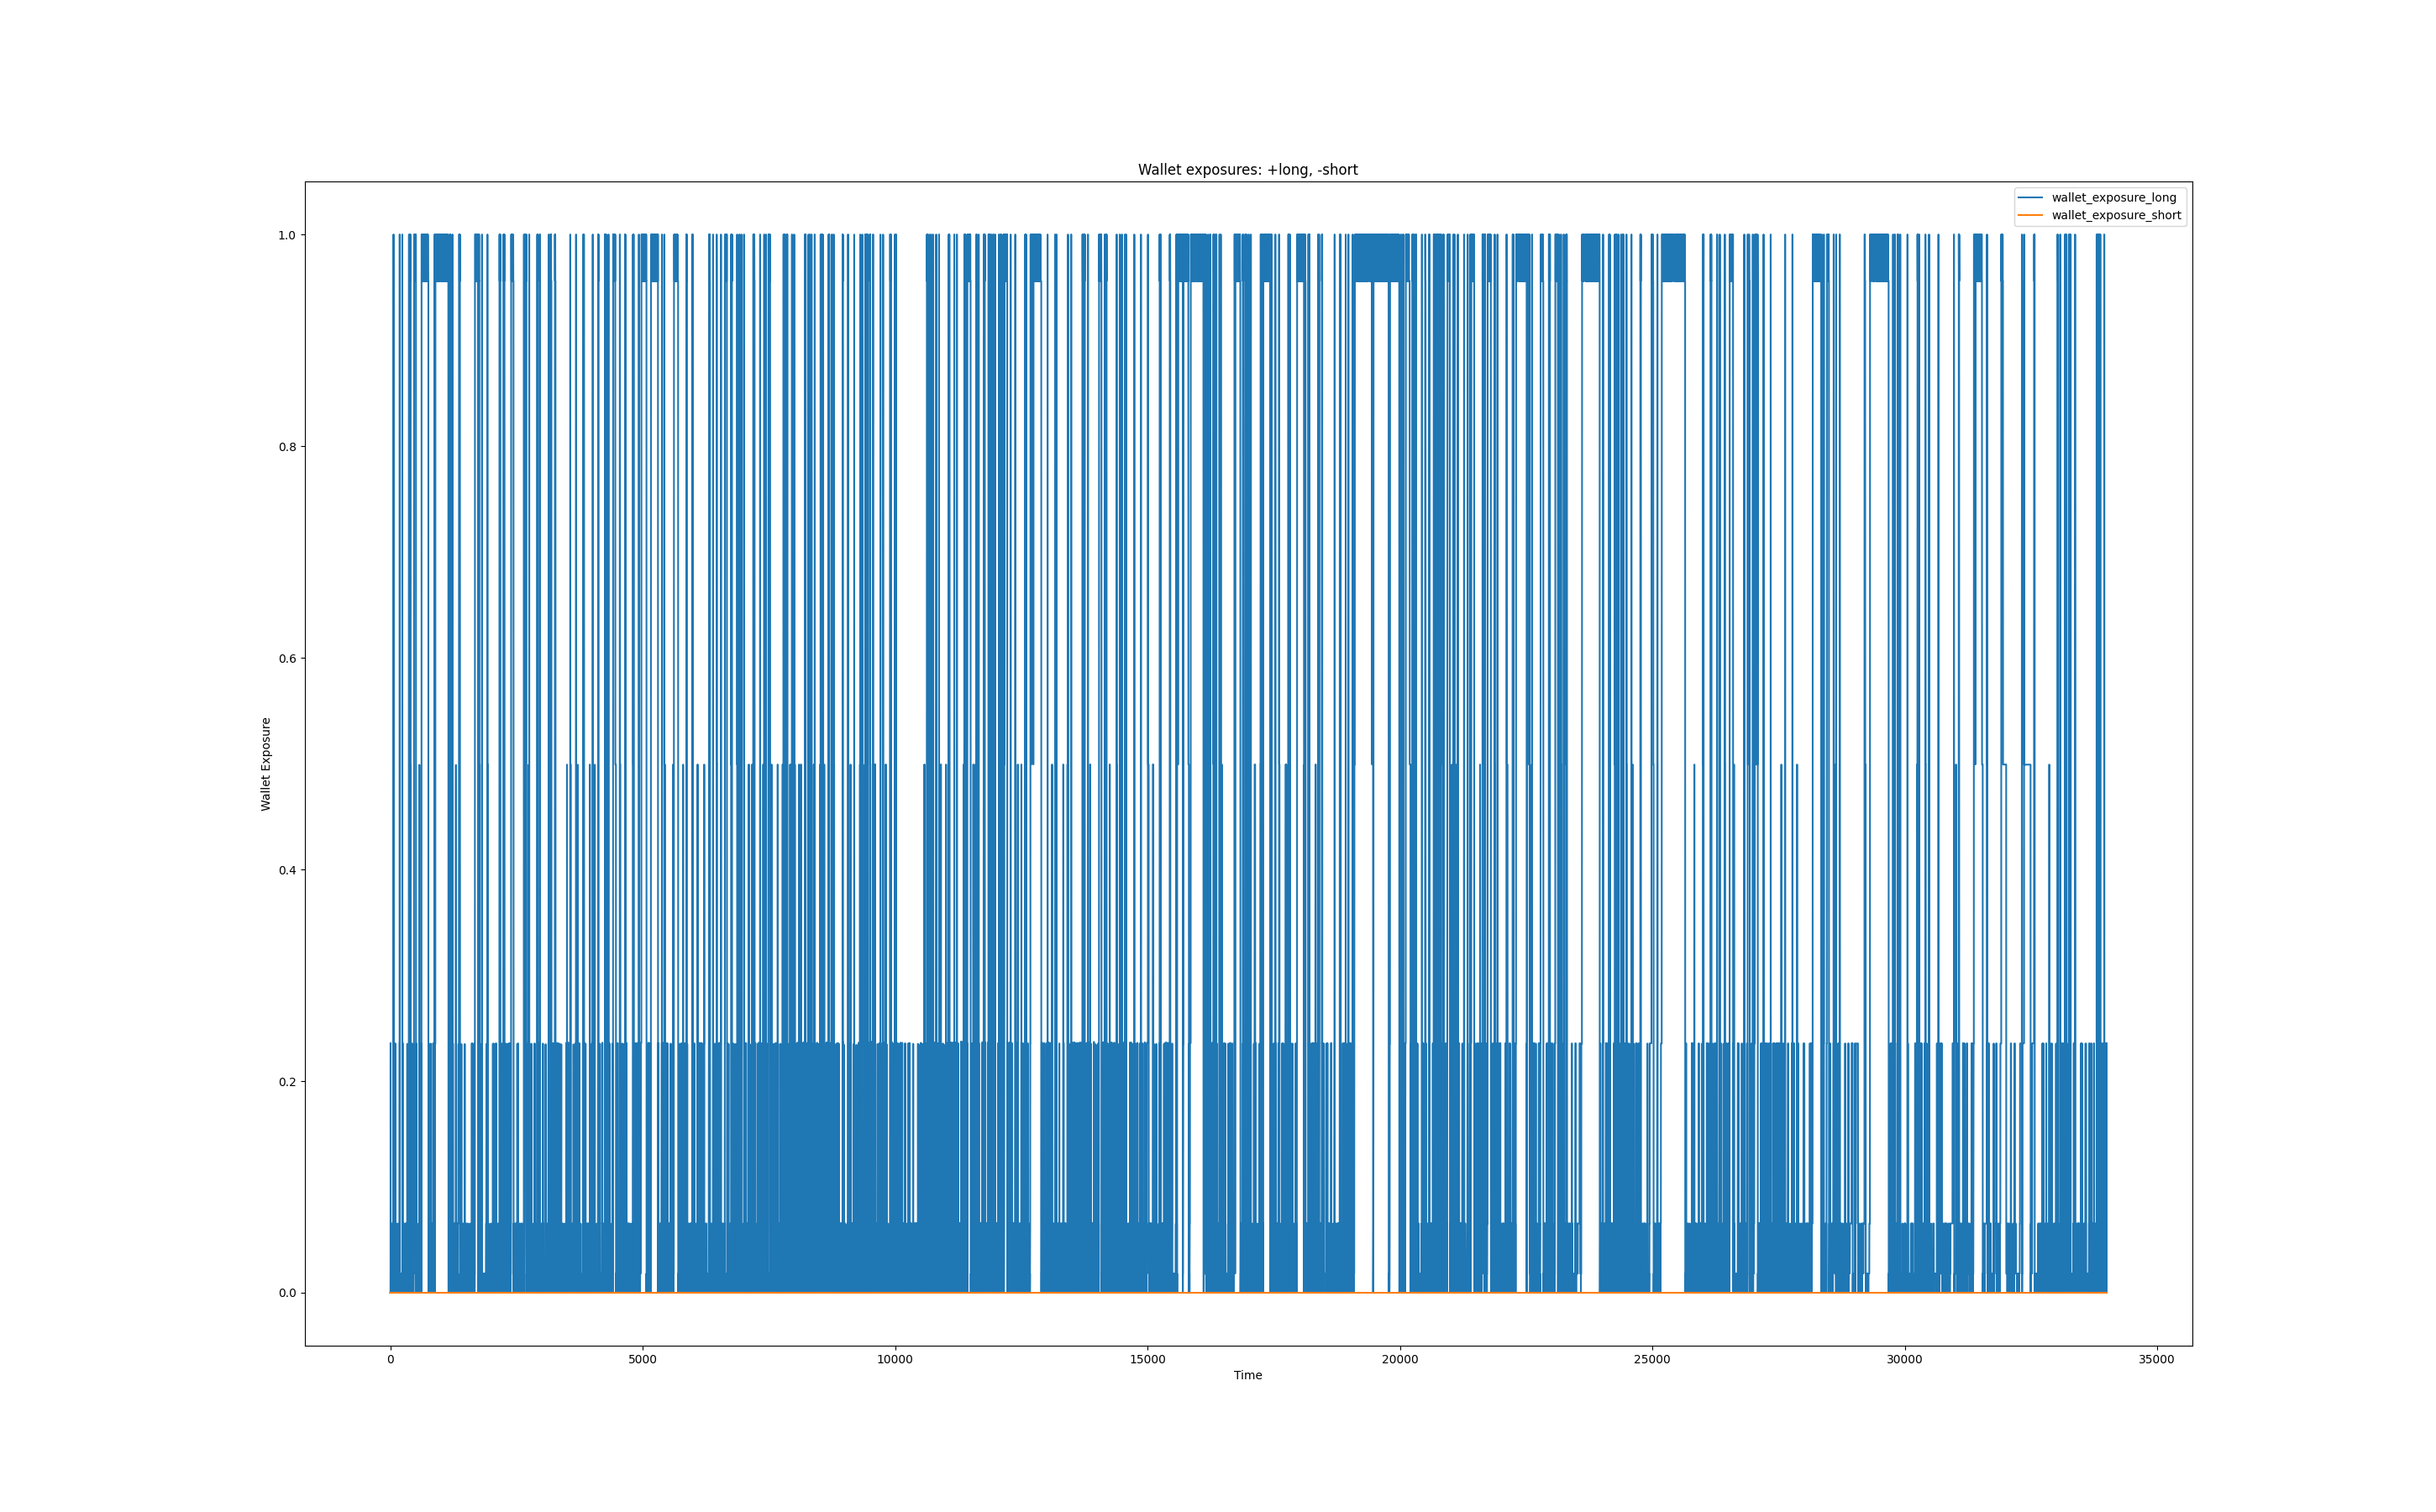 Wallet exposures: +long, -short
wallet_exposure_long
wallet_exposure_short
1.0
0.8
0.6
0.4
0.2
0.0
Wallet Exposure
0 5000 10000 15000 20000 25000 30000 35000
Time